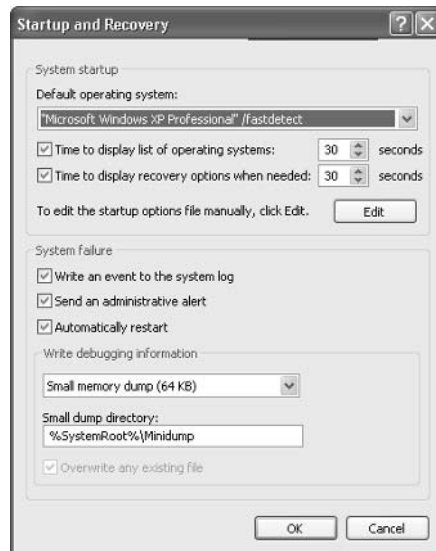 Startup and Recovery
System startup
Default operating system:
"Microsoft Windows XP Professional" /fastdetect
Time to display list of operating systems: 30 seconds
Time to display recovery options when needed: 30 seconds
To edit the startup options file manually, click Edit. Edit
System failure
Write an event to the system log
Send an administrative alert
Automatically restart
Write debugging information
Small memory dump (64 KB)
Small dump directory:
%SystemRoot%\Minidump
Overwrite any existing file
OK Cancel